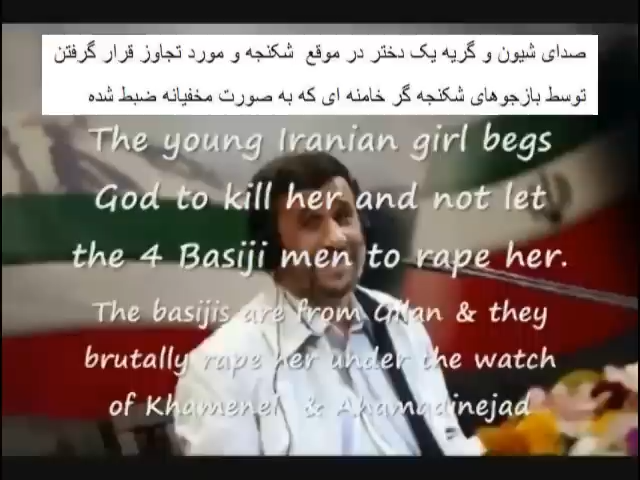 صدای شیون و گریه یک دختر در موقع شکنجه و مورد تجاوز قرار گرفتن
توسط بازجوهای شکنجه گر خامنه ای که به صورت مخفیانه ضبط شده
The young Iranian girl begs
God to kill her and not let
the 4 Basiji men to rape her.
The basijis are from Gilan & they
brutally rape her under the watch
of Khamenei & Ahamadinejad